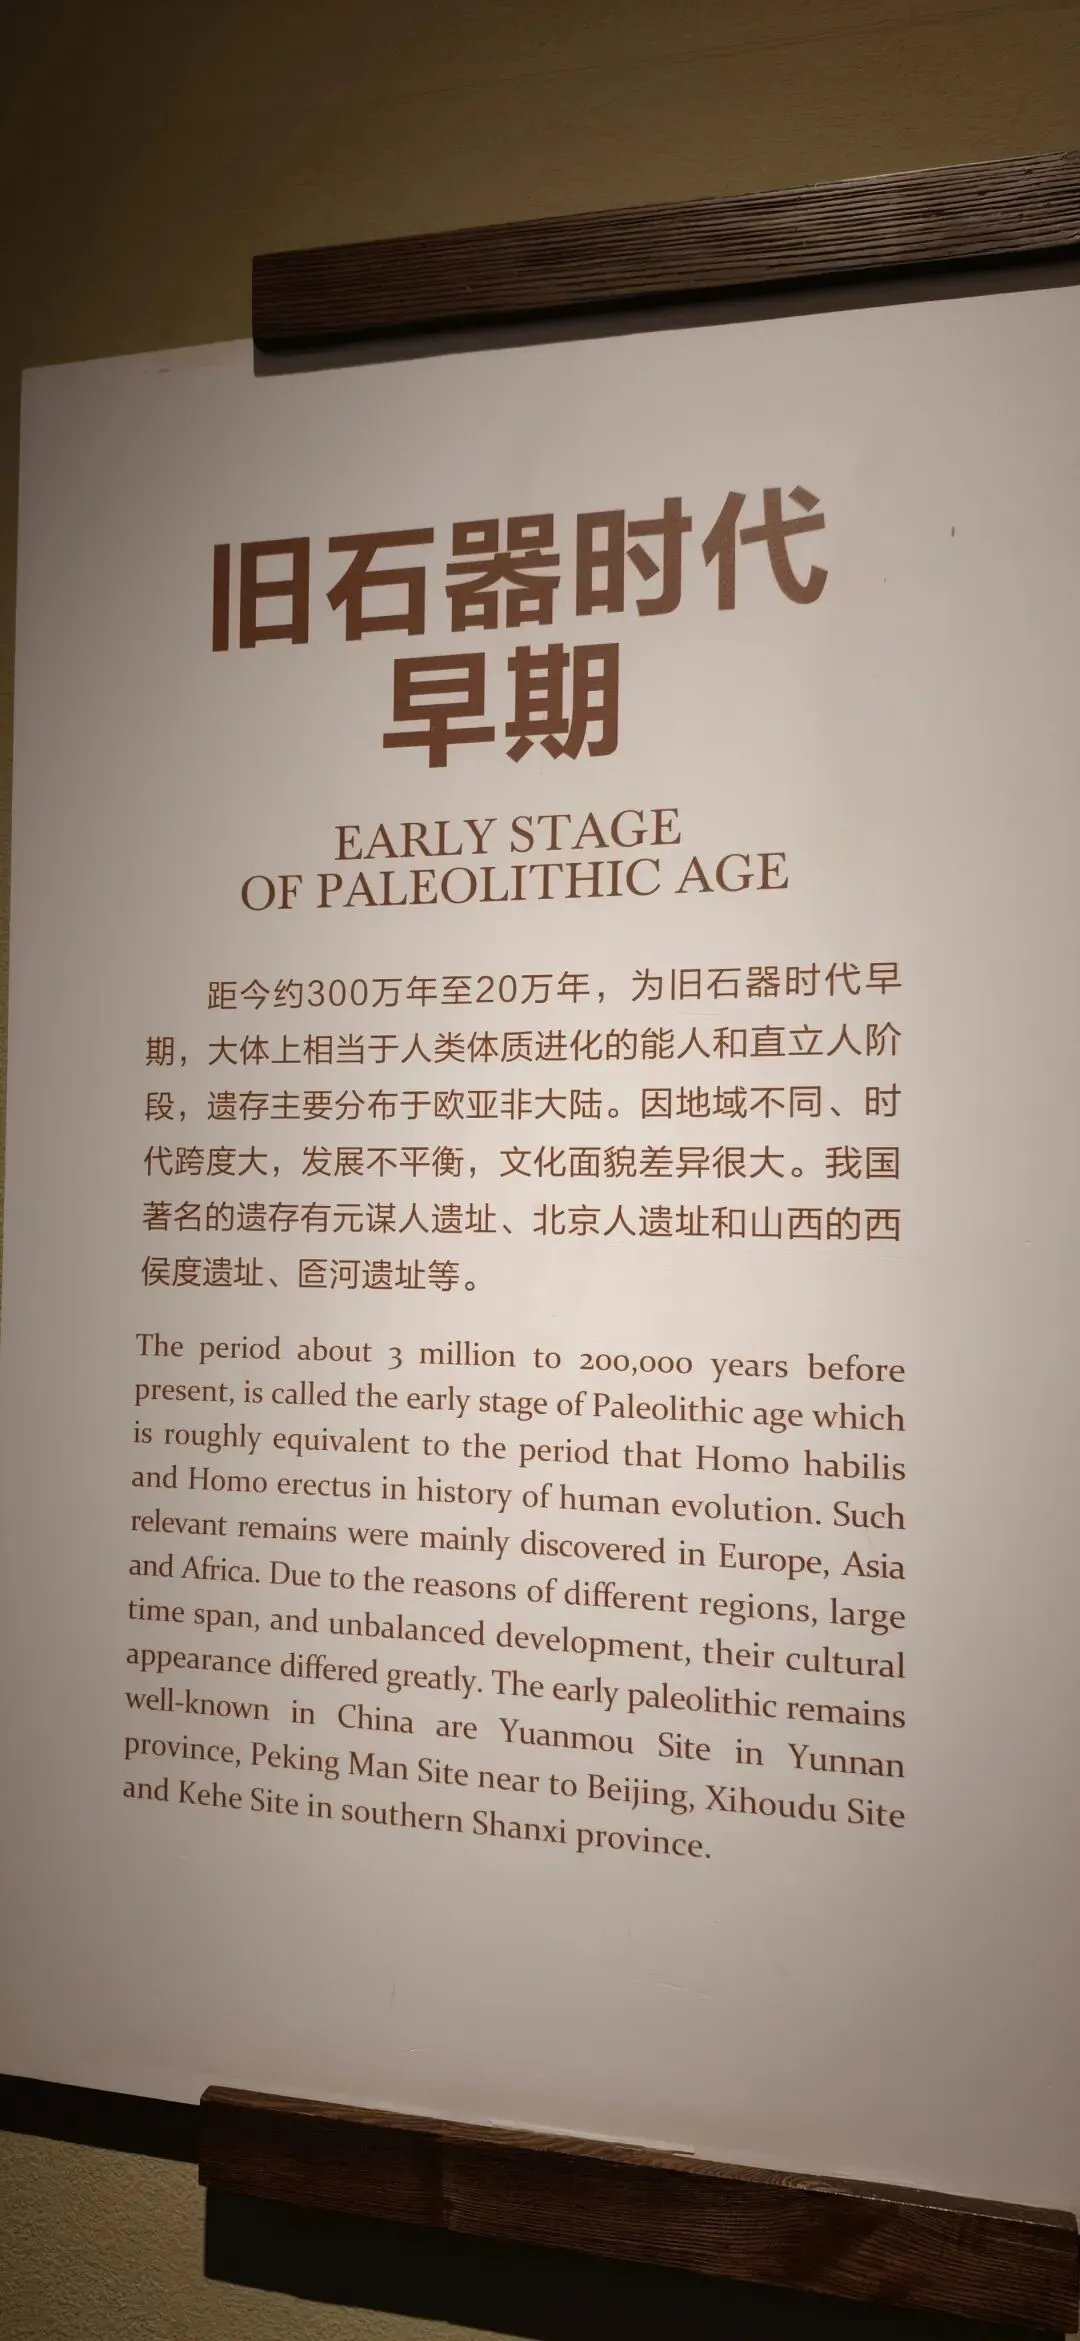 旧石器时代
早期
EARLY STAGE
OF PALEOLITHIC AGE
距今约300万年至20万年，为旧石器时代早
期，大体上相当于人类体质进化的能人和直立人阶
段，遗存主要分布于欧亚非大陆。因地域不同、时
代跨度大，发展不平衡，文化面貌差异很大。我国
著名的遗存有元谋人遗址、北京人遗址和山西的西
侯度遗址、匼河遗址等。
The period about 3 million to 200,000 years before
present, is called the early stage of Paleolithic age which
is roughly equivalent to the period that Homo habilis
and Homo erectus in history of human evolution. Such
relevant remains were mainly discovered in Europe, Asia
and Africa. Due to the reasons of different regions, large
time span, and unbalanced development, their cultural
appearance differed greatly. The early paleolithic remains
well-known in China are Yuanmou Site in Yunnan
province, Peking Man Site near to Beijing, Xihoudu Site
and Kehe Site in southern Shanxi province.